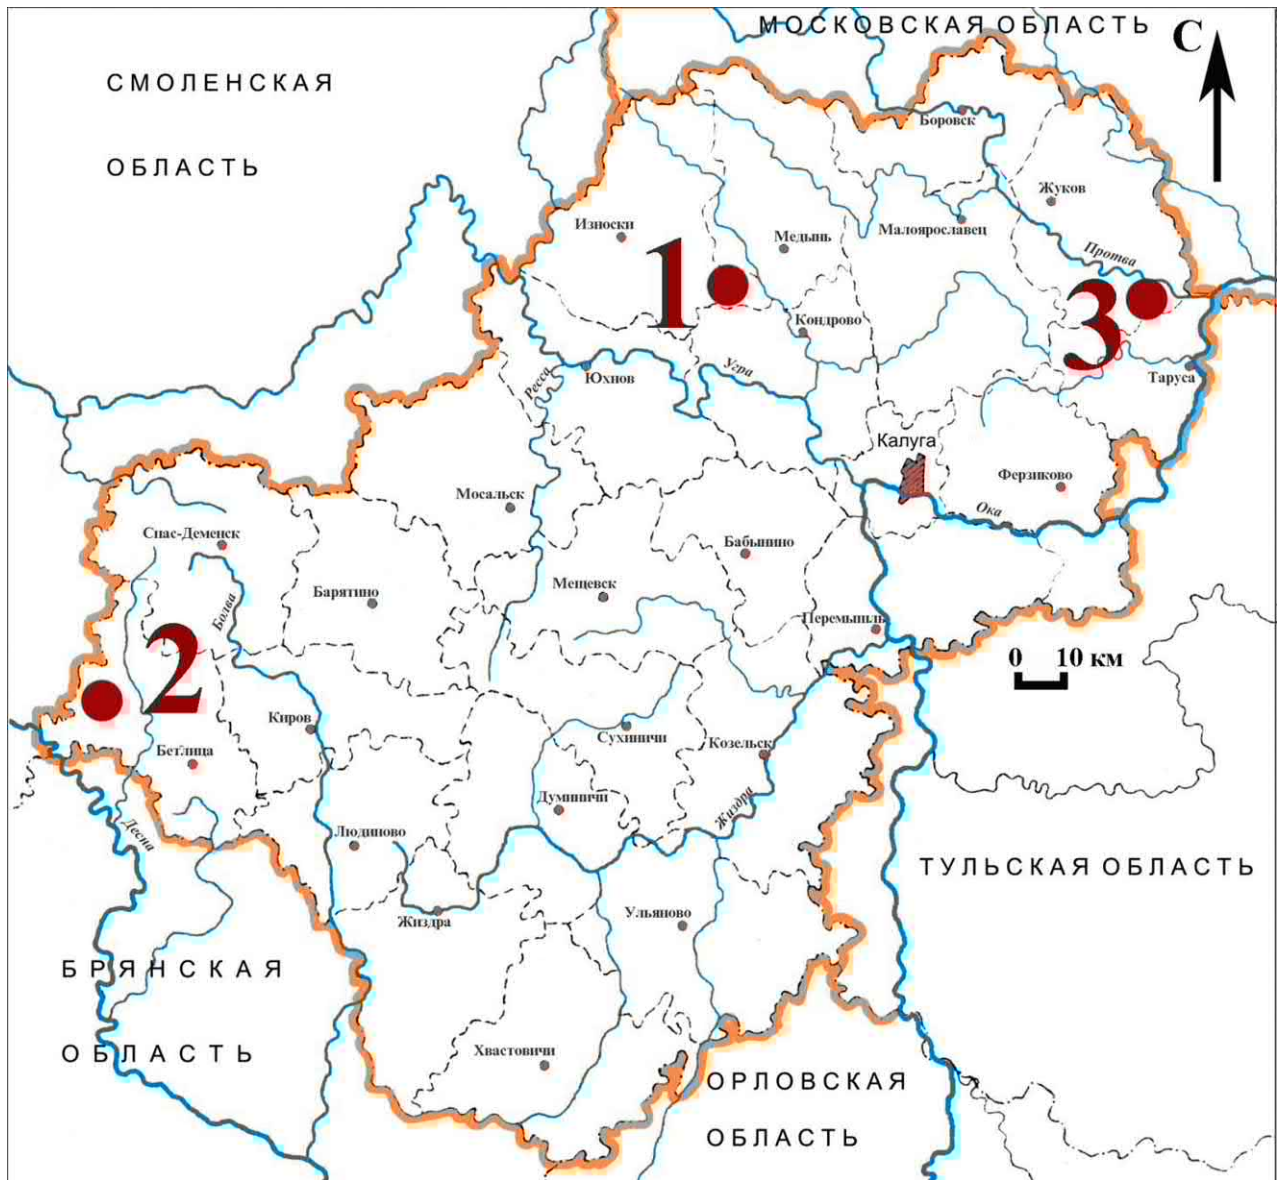 МОСКОВСКАЯ ОБЛАСТЬ
С
СМОЛЕНСКАЯ
ОБЛАСТЬ
Боровск
Жуков
Износки
Медынь
Малоярославец
Протва
1
3
Кондрово
Угра
Юхнов
Ресса
Таруса
Калуга
Ферзиково
Мосальск
Ока
Спас-Деменск
Бабынино
Барятино
Мещевск
Болва
Перемышль
2
0 10 км
Киров
Сухиничи
Козельск
Бетлица
Думиничи
Жиздра
Десна
Людиново
ТУЛЬСКАЯ ОБЛАСТЬ
Жиздра
Ульяново
БРЯНСКАЯ
ОБЛАСТЬ
Хвастовичи
ОРЛОВСКАЯ
ОБЛАСТЬ